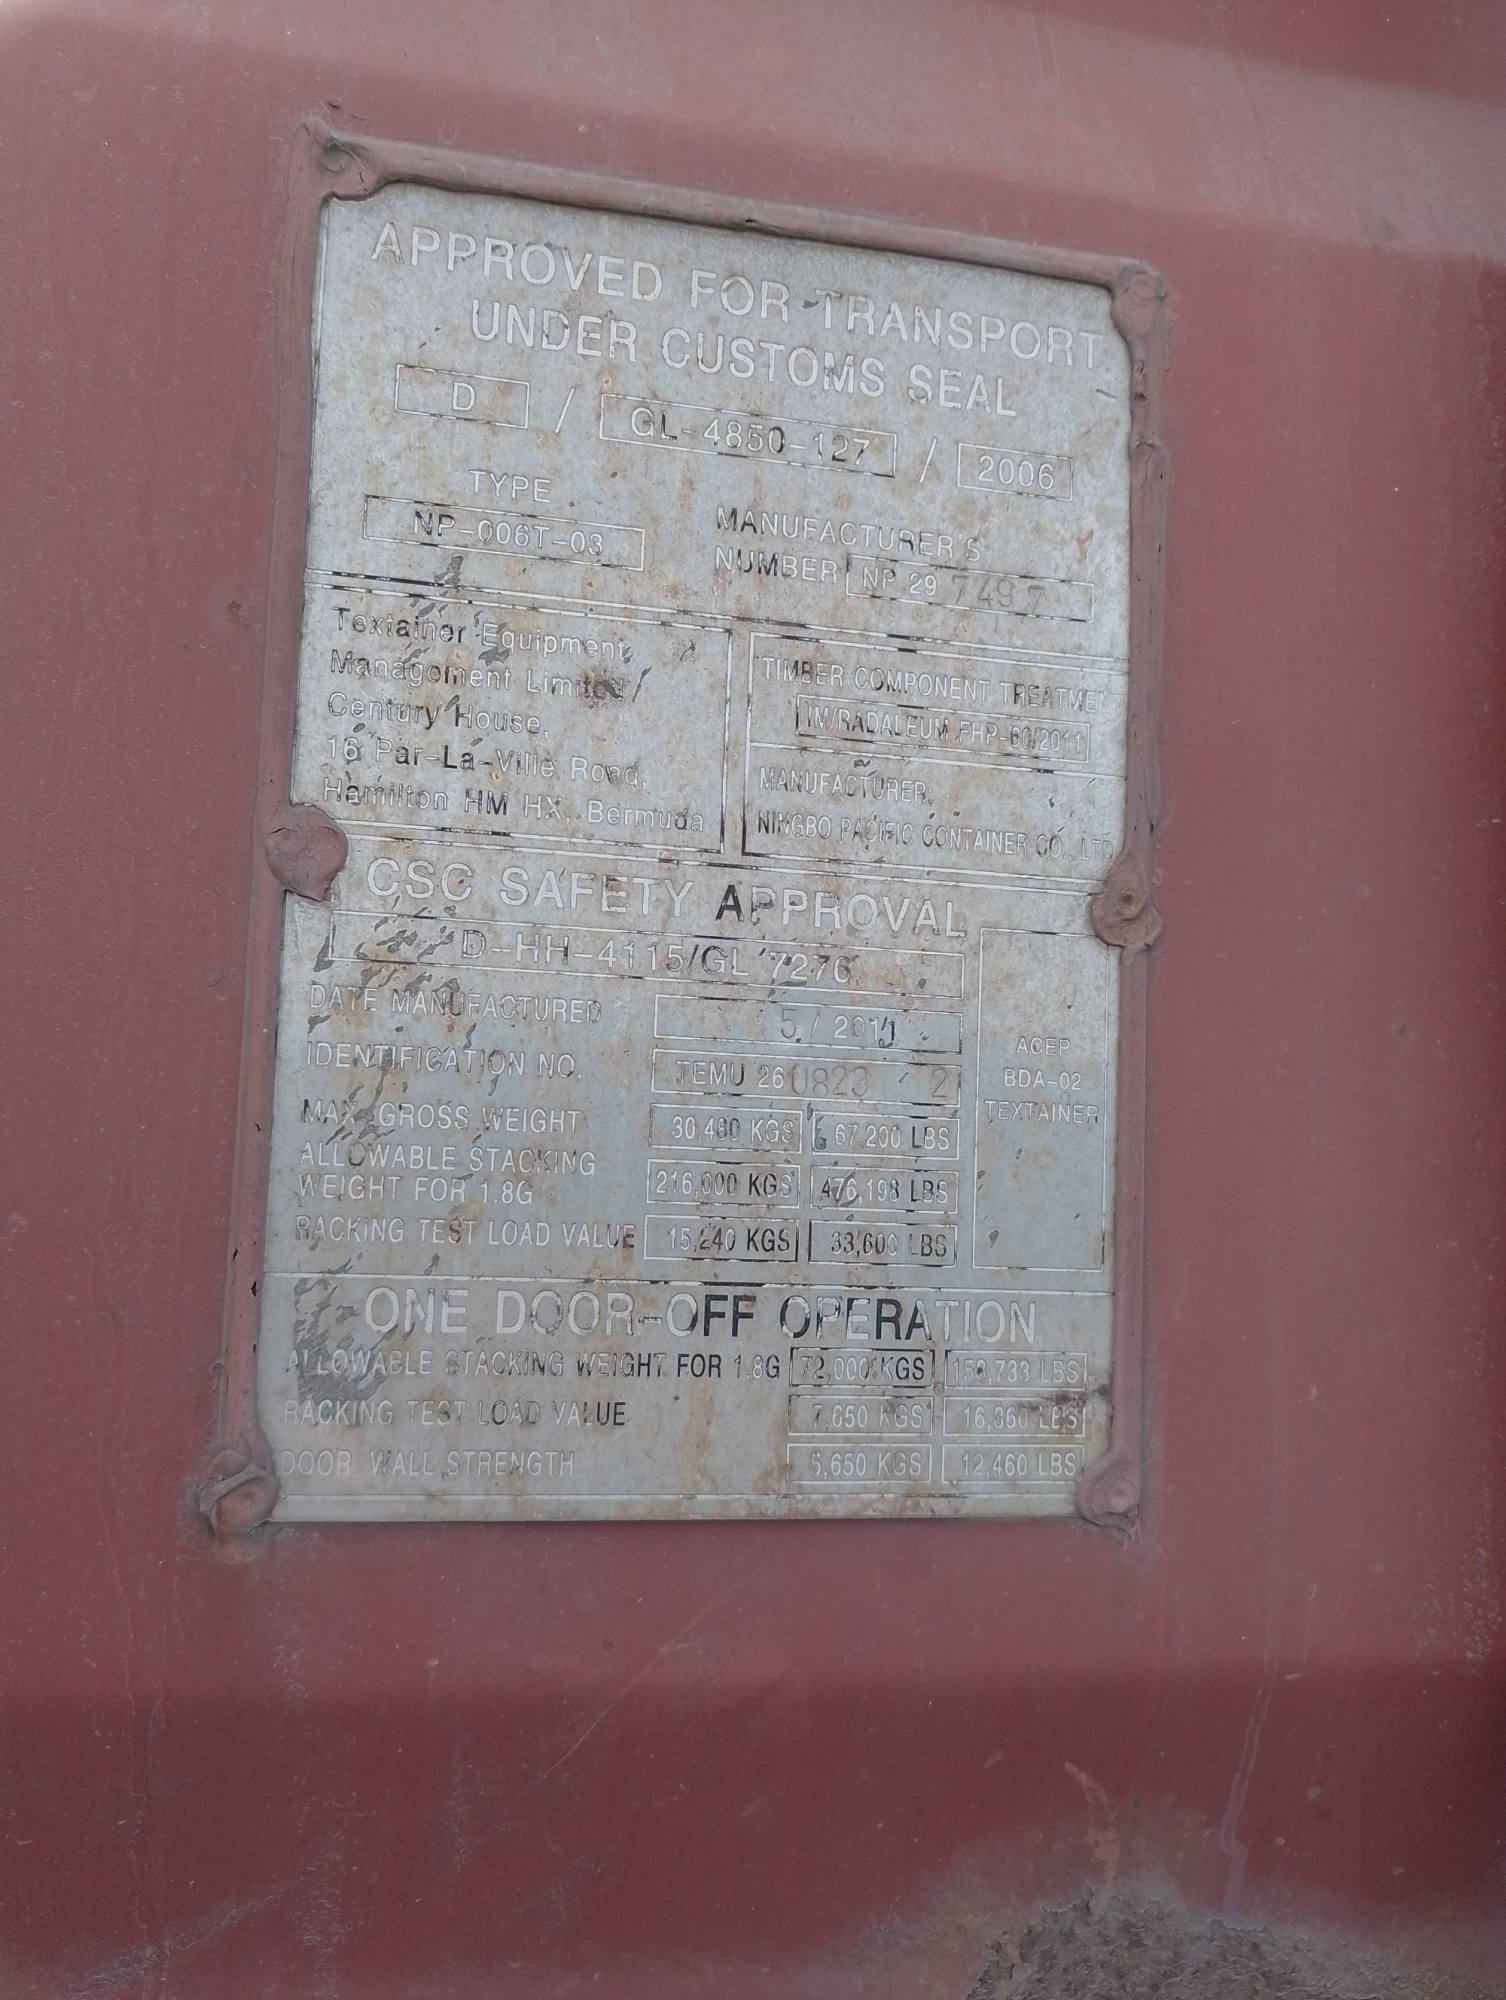 APPROVED FOR TRANSPORT
UNDER CUSTOMS SEAL
D / GL-4850-127 / 2006
TYPE
NP-006T-03
MANUFACTURER'S
NUMBER NP 29 7497
Textainer Equipment
Management Limited
Century House,
16 Par-La-Ville Road,
Hamilton HM HX, Bermuda
TIMBER COMPONENT TREATMENT
IM/RADALEUM FHP-60/2011
MANUFACTURER,
NINGBO PACIFIC CONTAINER CO., LTD
CSC SAFETY APPROVAL
D-HH-4115/GL 7276
DATE MANUFACTURED 5 / 2011
IDENTIFICATION NO. TEMU 26 0823 2
MAX. GROSS WEIGHT 30,480 KGS 67,200 LBS
ALLOWABLE STACKING
WEIGHT FOR 1.8G 216,000 KGS 476,198 LBS
RACKING TEST LOAD VALUE 15,240 KGS 33,600 LBS
ACEP
BDA-02
TEXTAINER
ONE DOOR-OFF OPERATION
ALLOWABLE STACKING WEIGHT FOR 1.8G 72,000 KGS 158,733 LBS
RACKING TEST LOAD VALUE 7,650 KGS LBS
DOOR WALL STRENGTH 5,650 KGS 12,460 LBS